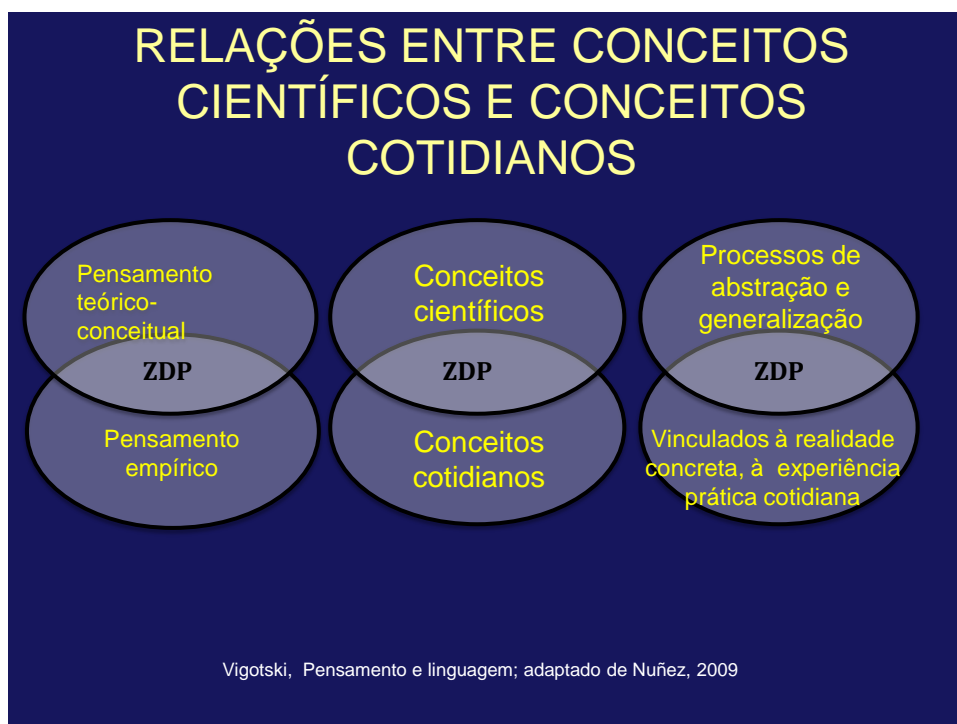 RELAÇÕES ENTRE CONCEITOS
CIENTÍFICOS E CONCEITOS
COTIDIANOS
Pensamento
teórico-
conceitual
ZDP
Pensamento
empírico
Conceitos
científicos
ZDP
Conceitos
cotidianos
Processos de
abstração e
generalização
ZDP
Vinculados à realidade
concreta, à experiência
prática cotidiana
Vigotski, Pensamento e linguagem; adaptado de Nuñez, 2009